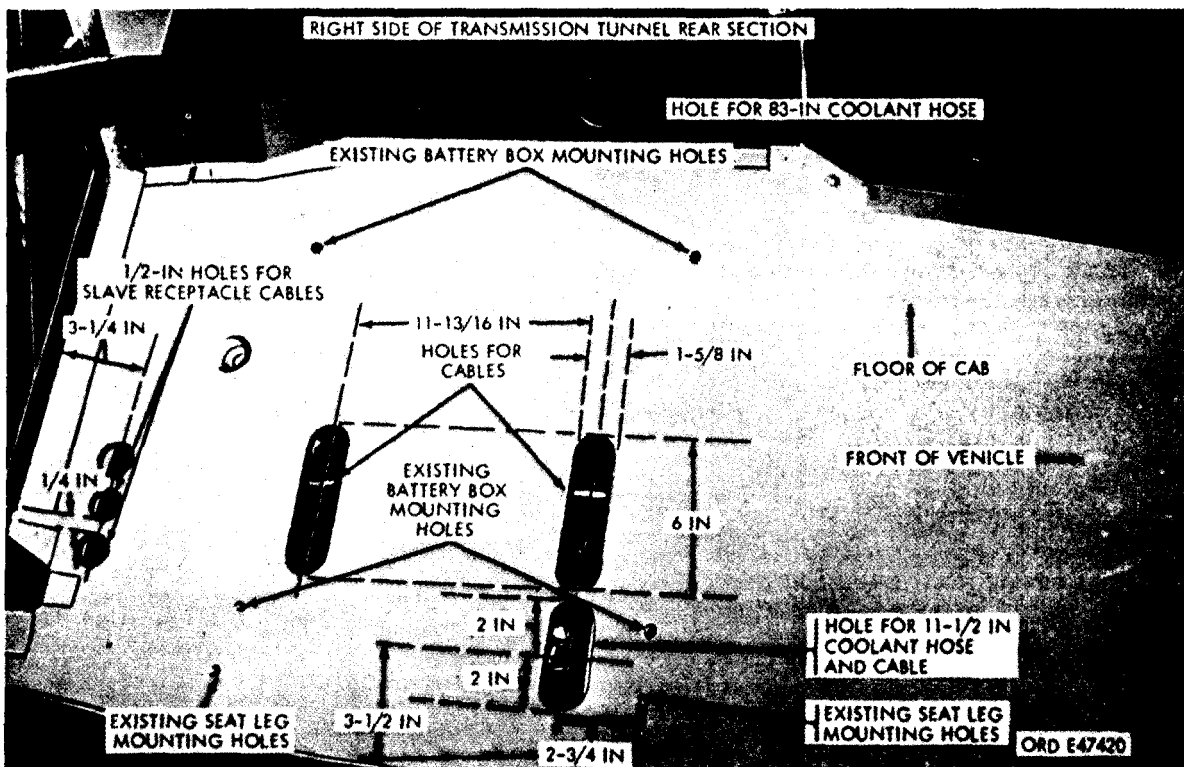 RIGHT SIDE OF TRANSMISSION TUNNEL REAR SECTION
HOLE FOR 83-IN COOLANT HOSE
EXISTING BATTERY BOX MOUNTING HOLES
1/2-IN HOLES FOR
SLAVE RECEPTACLE CABLES
3-1/4 IN
11-13/16 IN
HOLES FOR
CABLES
1-5/8 IN
FLOOR OF CAB
FRONT OF VENICLE
1/4 IN
EXISTING
BATTERY BOX
MOUNTING
HOLES
6 IN
2 IN
2 IN
HOLE FOR 11-1/2 IN
COOLANT HOSE
AND CABLE
EXISTING SEAT LEG
MOUNTING HOLES
3-1/2 IN
2-3/4 IN
EXISTING SEAT LEG
MOUNTING HOLES
ORD E47420